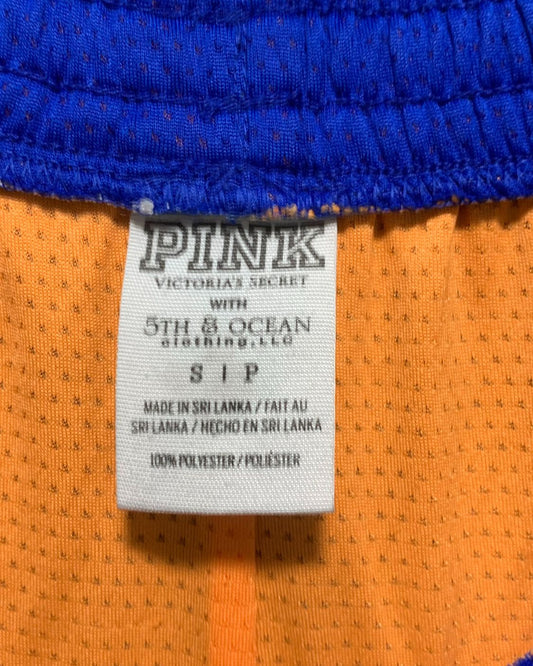 PINK
VICTORIA'S SECRET
WITH
5TH & OCEAN
clothing, LLC
S | P
MADE IN SRI LANKA / FAIT AU
SRI LANKA / HECHO EN SRI LANKA
100% POLYESTER / POLIÉSTER